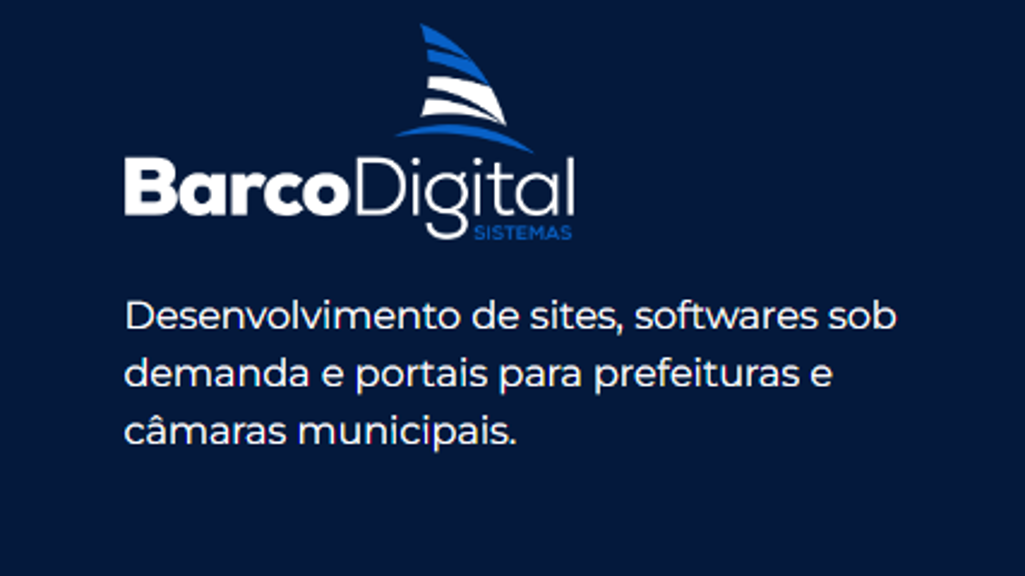 BarcoDigital
SISTEMAS
Desenvolvimento de sites, softwares sob
demanda e portais para prefeituras e
câmaras municipais.